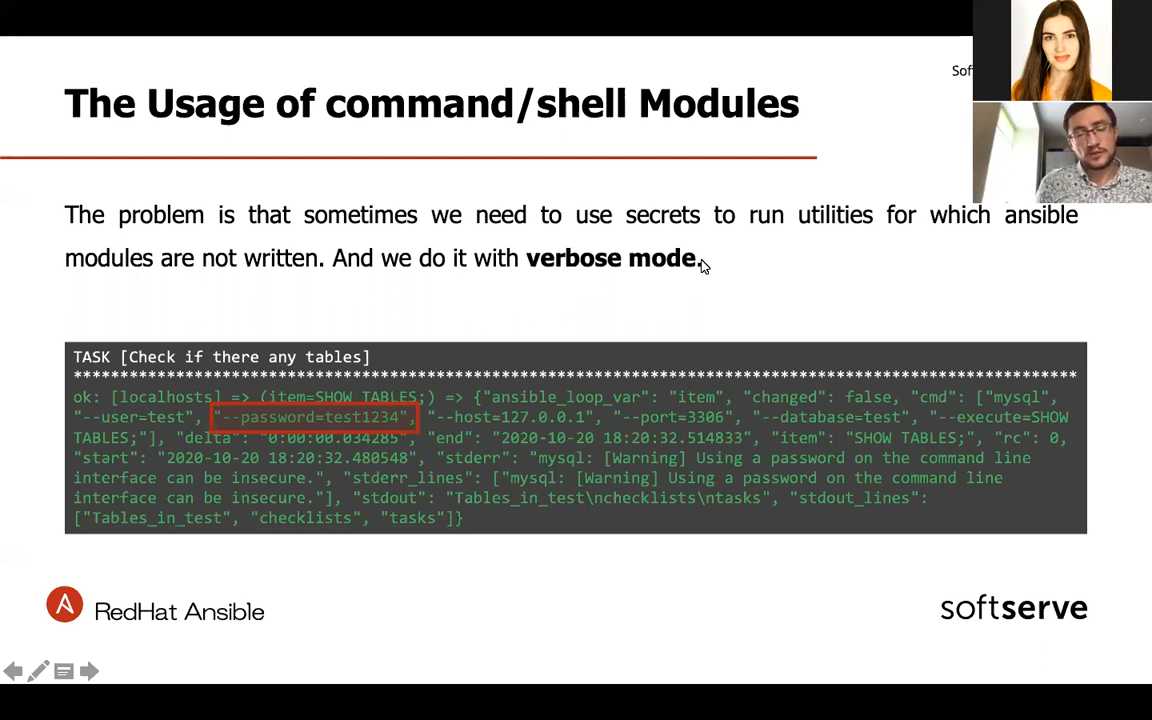 Sof
The Usage of command/shell Modules
The problem is that sometimes we need to use secrets to run utilities for which ansible
modules are not written. And we do it with verbose mode.
TASK [Check if there any tables]
*************************************************************************************************************
ok: [localhosts] => (item=SHOW TABLES;) => {"ansible_loop_var": "item", "changed": false, "cmd": ["mysql",
"--user=test", "--password=test1234", "--host=127.0.0.1", "--port=3306", "--database=test", "--execute=SHOW
TABLES;"], "delta": "0:00:00.034285", "end": "2020-10-20 18:20:32.514833", "item": "SHOW TABLES;", "rc": 0,
"start": "2020-10-20 18:20:32.480548", "stderr": "mysql: [Warning] Using a password on the command line
interface can be insecure.", "stderr_lines": ["mysql: [Warning] Using a password on the command line
interface can be insecure."], "stdout": "Tables_in_test\nchecklists\ntasks", "stdout_lines":
["Tables_in_test", "checklists", "tasks"]}
RedHat Ansible
softserve